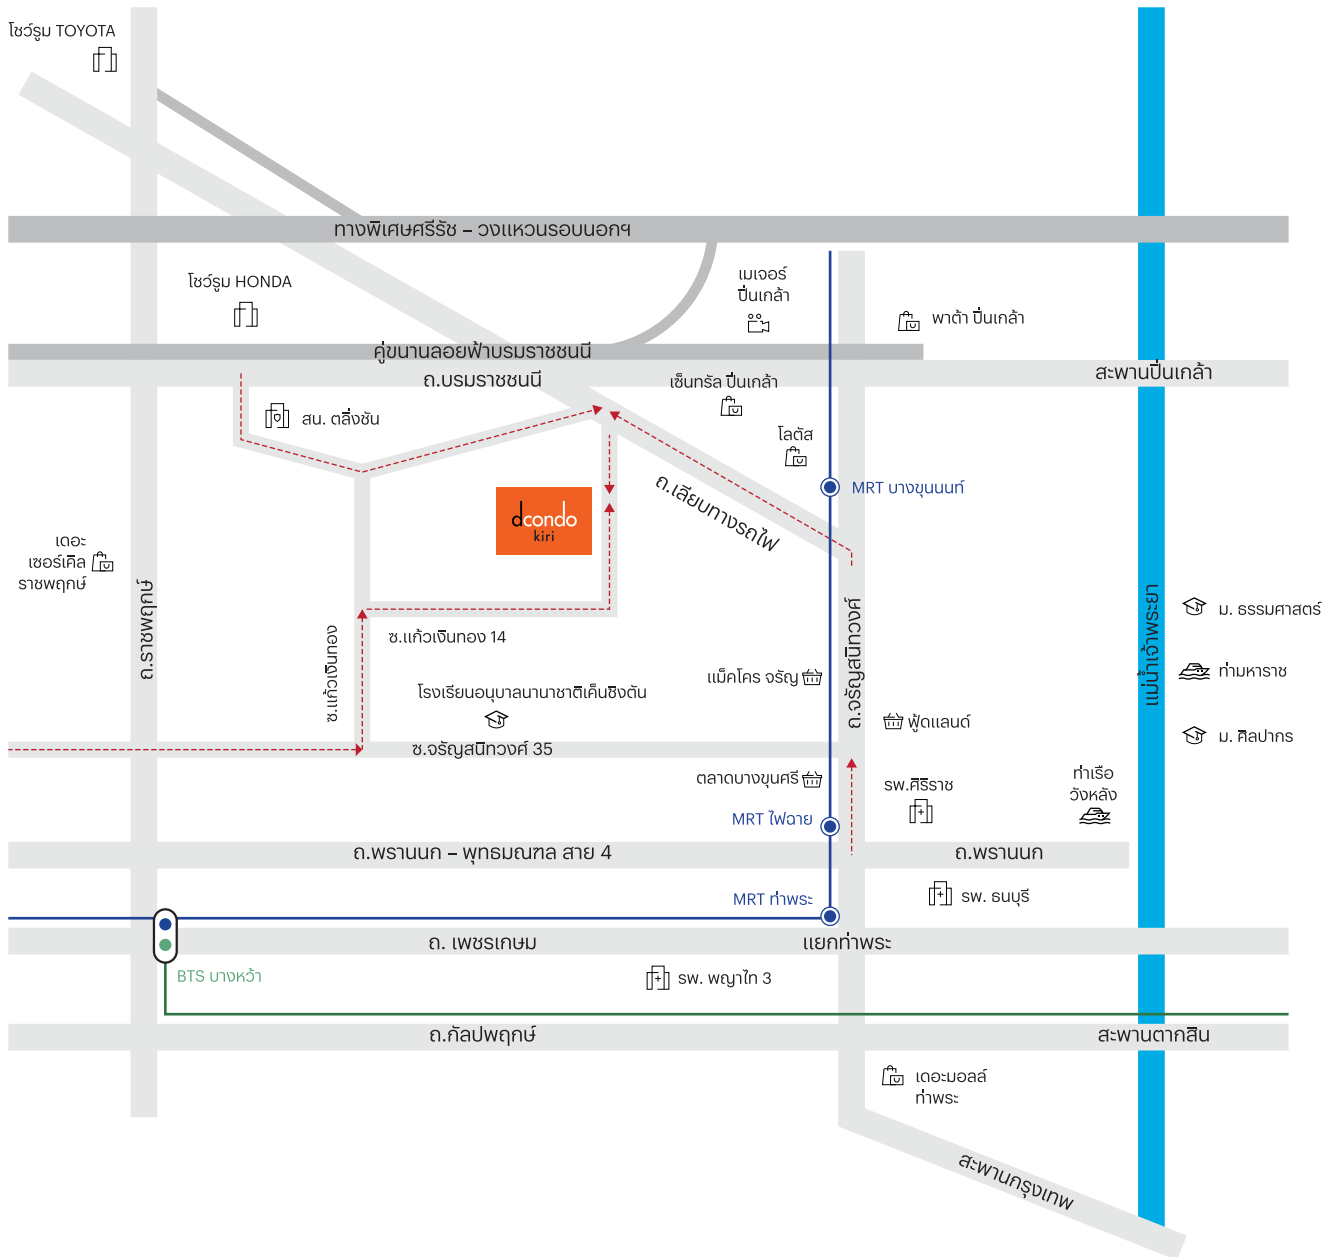 โชว์รูม TOYOTA
ทางพิเศษศรีรัช – วงแหวนรอบนอกฯ
โชว์รูม HONDA
เมเจอร์
ปิ่นเกล้า
พาต้า ปิ่นเกล้า
คู่ขนานลอยฟ้าบรมราชชนนี
ถ.บรมราชชนนี
สะพานปิ่นเกล้า
เซ็นทรัล ปิ่นเกล้า
สน. ตลิ่งชัน
โลตัส
MRT บางขุนนนท์
ถ.เลียบทางรถไฟ
dcondo
kiri
เดอะ
เซอร์เคิล
ราชพฤกษ์
ถ.ราชพฤกษ์
ซ.แก้วเงินทอง
ซ.แก้วเงินทอง 14
ถ.จรัญสนิทวงศ์
แม่น้ำเจ้าพระยา
ม. ธรรมศาสตร์
ท่ามหาราช
ม. ศิลปากร
แม็คโคร จรัญ
โรงเรียนอนุบาลนานาชาติเค็นซิงตัน
ฟู้ดแลนด์
ซ.จรัญสนิทวงศ์ 35
ตลาดบางขุนศรี
รพ.ศิริราช
ท่าเรือ
วังหลัง
MRT ไฟฉาย
ถ.พรานนก – พุทธมณฑล สาย 4
ถ.พรานนก
MRT ท่าพระ
รพ. ธนบุรี
ถ. เพชรเกษม
แยกท่าพระ
BTS บางหว้า
รพ. พญาไท 3
ถ.กัลปพฤกษ์
สะพานตากสิน
เดอะมอลล์
ท่าพระ
สะพานกรุงเทพ